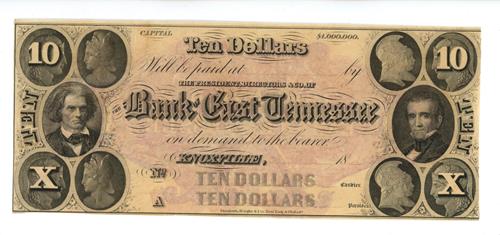 CAPITAL $1,000,000.
10 Ten Dollars 10
Will be paid at by
THE PRESIDENT, DIRECTORS & CO. OF
TEN Bank of East Tennessee TEN
on demand to the bearer
KNOXVILLE, 18
X No TEN DOLLARS Cashier X
A TEN DOLLARS President